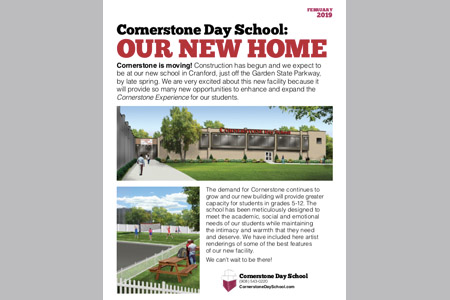 FEBRUARY
2019
Cornerstone Day School:
OUR NEW HOME
Cornerstone is moving! Construction has begun and we expect to
be at our new school in Cranford, just off the Garden State Parkway,
by late spring. We are very excited about this new facility because it
will provide so many new opportunities to enhance and expand the
Cornerstone Experience for our students.
CORNERSTONE DAY SCHOOL
The demand for Cornerstone continues to
grow and our new building will provide greater
capacity for students in grades 5-12. The
school has been meticulously designed to
meet the academic, social and emotional
needs of our students while maintaining
the intimacy and warmth that they need
and deserve. We have included here artist
renderings of some of the best features
of our new facility.
We can't wait to be there!
Cornerstone Day School
CornerstoneDaySchool.com